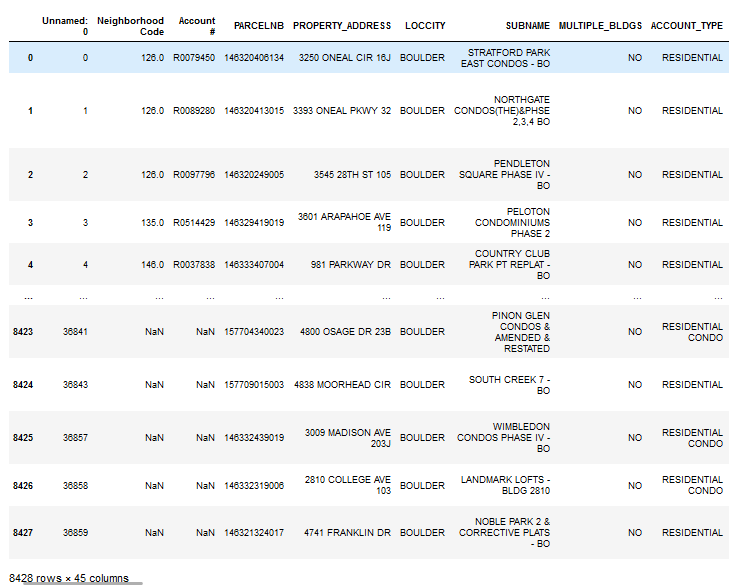 Unnamed: 0 Neighborhood Code Account # PARCELNB PROPERTY_ADDRESS LOCCITY SUBNAME MULTIPLE_BLDGS ACCOUNT_TYPE
0 0 126.0 R0079450 146320406134 3250 ONEAL CIR 16J BOULDER STRATFORD PARK EAST CONDOS - BO NO RESIDENTIAL
1 1 126.0 R0089280 146320413015 3393 ONEAL PKWY 32 BOULDER NORTHGATE CONDOS(THE)&PHSE 2,3,4 BO NO RESIDENTIAL
2 2 126.0 R0097796 146320249005 3545 28TH ST 105 BOULDER PENDLETON SQUARE PHASE IV - BO NO RESIDENTIAL
3 3 135.0 R0514429 146329419019 3601 ARAPAHOE AVE 119 BOULDER PELOTON CONDOMINIUMS PHASE 2 NO RESIDENTIAL
4 4 146.0 R0037838 146333407004 981 PARKWAY DR BOULDER COUNTRY CLUB PARK PT REPLAT - BO NO RESIDENTIAL
... ... ... ... ... ... ... ... ... ...
8423 36841 NaN NaN 157704340023 4800 OSAGE DR 23B BOULDER PINON GLEN CONDOS & AMENDED & RESTATED NO RESIDENTIAL CONDO
8424 36843 NaN NaN 157709015003 4838 MOORHEAD CIR BOULDER SOUTH CREEK 7 - BO NO RESIDENTIAL
8425 36857 NaN NaN 146332439019 3009 MADISON AVE 203J BOULDER WIMBLEDON CONDOS PHASE IV - BO NO RESIDENTIAL CONDO
8426 36858 NaN NaN 146332319006 2810 COLLEGE AVE 103 BOULDER LANDMARK LOFTS - BLDG 2810 NO RESIDENTIAL CONDO
8427 36859 NaN NaN 146321324017 4741 FRANKLIN DR BOULDER NOBLE PARK 2 & CORRECTIVE PLATS - BO NO RESIDENTIAL
8428 rows × 45 columns